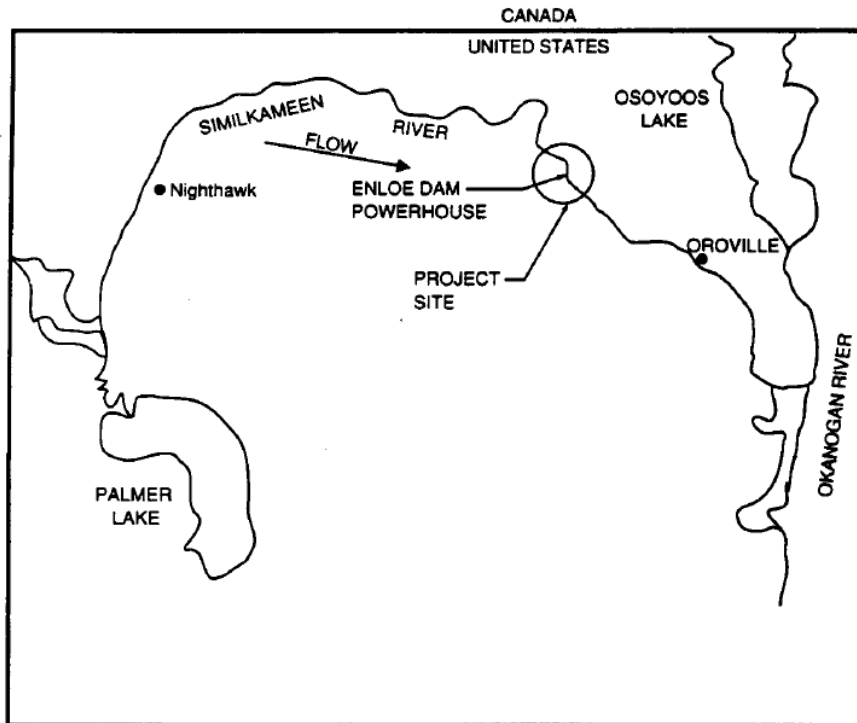 CANADA
UNITED STATES
SIMILKAMEEN
RIVER
FLOW
OSOYOOS
LAKE
Nighthawk
ENLOE DAM
POWERHOUSE
OROVILLE
PROJECT
SITE
OKANOGAN RIVER
PALMER
LAKE